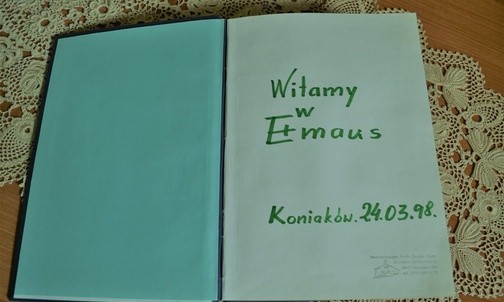 Witamy
w
Emaus
Koniaków. 24.03.98.